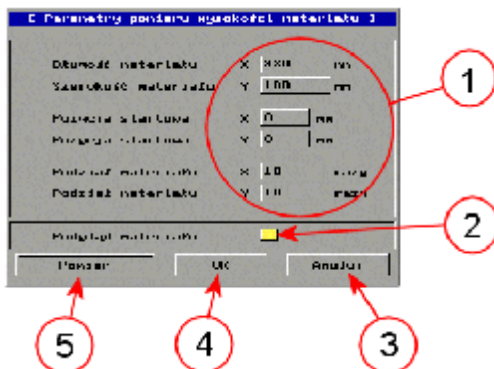 [ Parametry pomiaru wysokości materiału ]
Długość materiału X mm
Szerokość materiału Y 100 mm
Pozycja startowa X 0 mm
Pozycja startowa Y 0 mm
Podział materiału X 10
Podział materiału Y 10
Podgląd materiału
Pomiar OK Anuluj
1
2
3
4
5